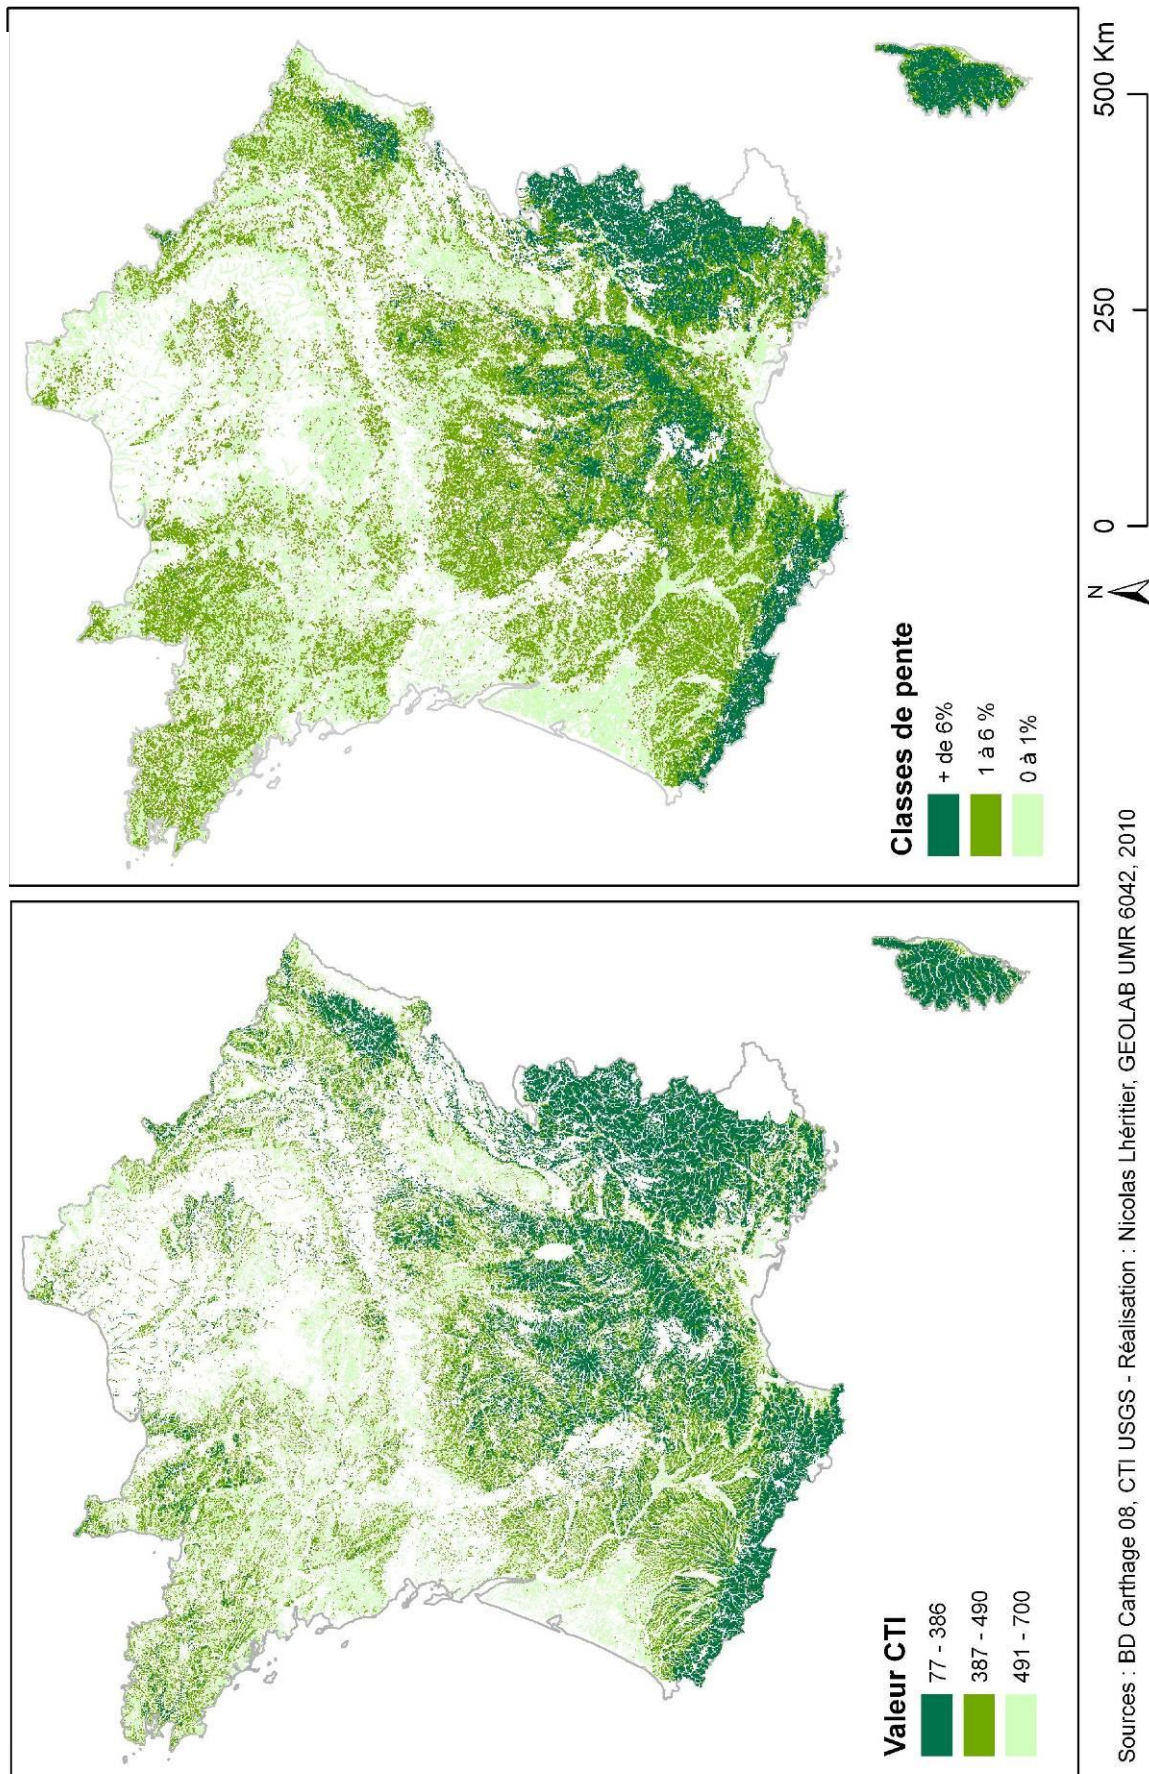 Valeur CTI
77 - 386
387 - 490
491 - 700
Classes de pente
+ de 6%
1 à 6 %
0 à 1%
N
0 250 500 Km
Sources : BD Carthage 08, CTI USGS - Réalisation : Nicolas Lhéritier, GEOLAB UMR 6042, 2010